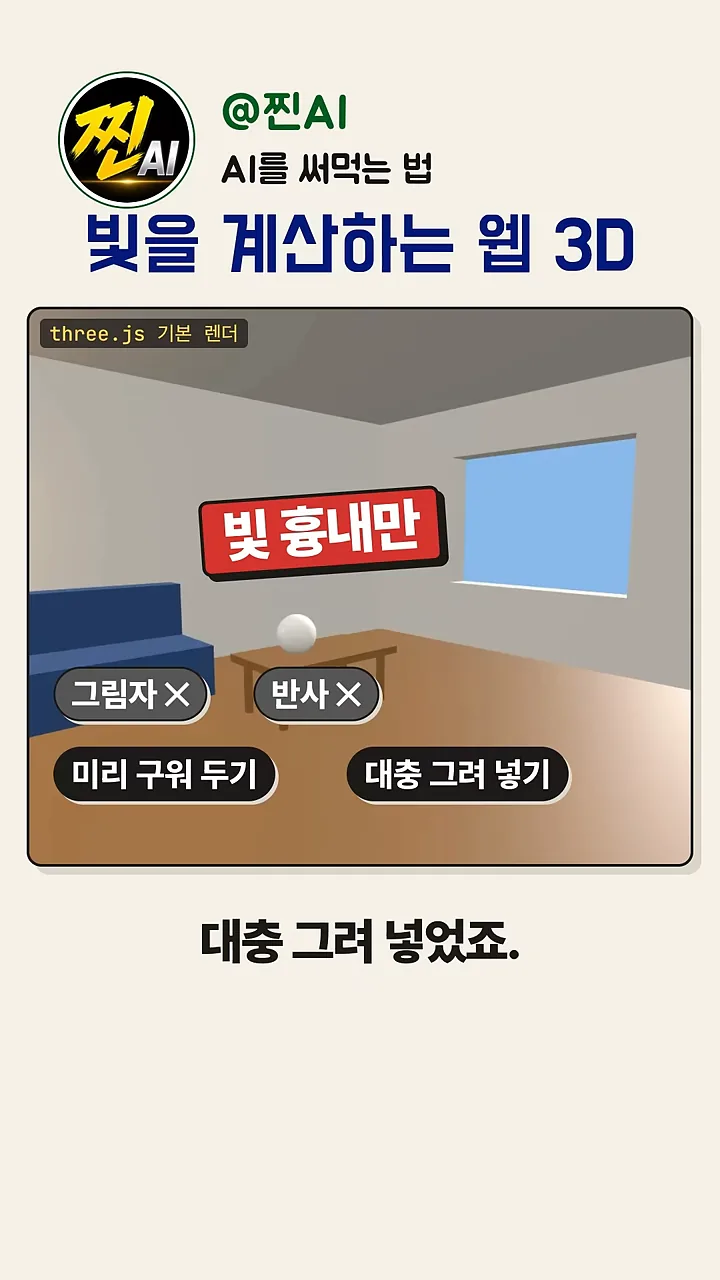 찐AI
@찐AI
AI를 써먹는 법
빛을 계산하는 웹 3D
three.js 기본 렌더
빛 흉내만
그림자 ✕
반사 ✕
미리 구워 두기
대충 그려 넣기
대충 그려 넣었죠.